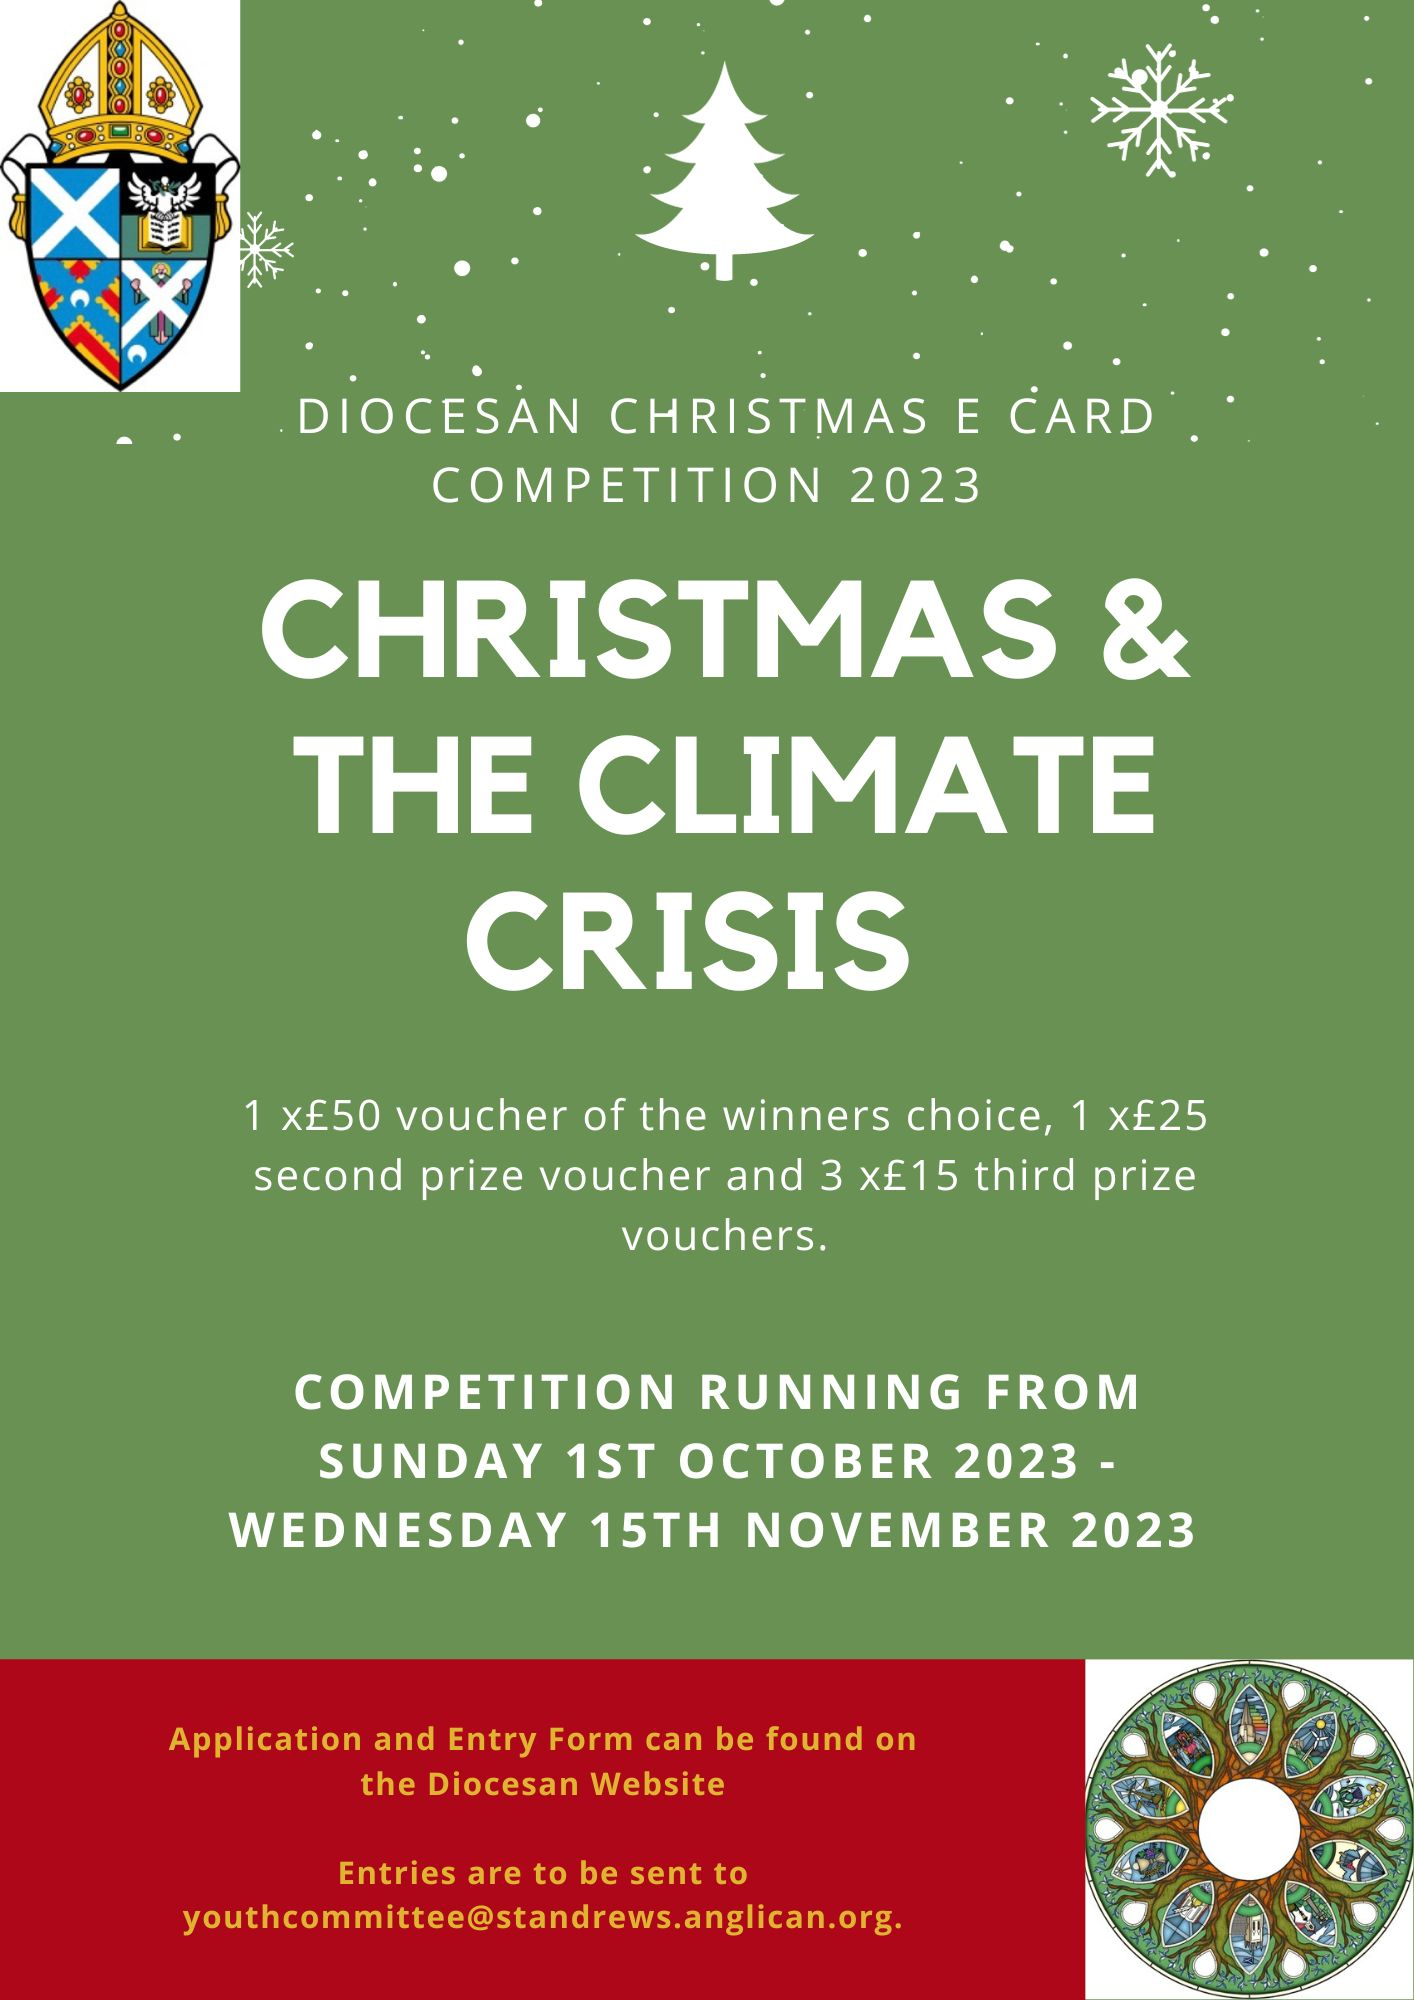 DIOCESAN CHRISTMAS E CARD
COMPETITION 2023
CHRISTMAS &
THE CLIMATE
CRISIS
1 x£50 voucher of the winners choice, 1 x£25
second prize voucher and 3 x£15 third prize
vouchers.
COMPETITION RUNNING FROM
SUNDAY 1ST OCTOBER 2023 -
WEDNESDAY 15TH NOVEMBER 2023
Application and Entry Form can be found on
the Diocesan Website
Entries are to be sent to
youthcommittee@standrews.anglican.org.